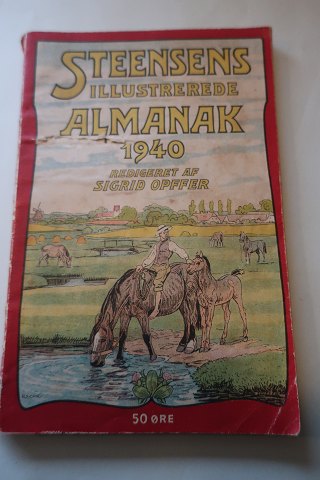 STEENSENS
ILLUSTREREDE
ALMANAK
1940
REDIGERET AF
SIGRID OPFFER
50 ØRE